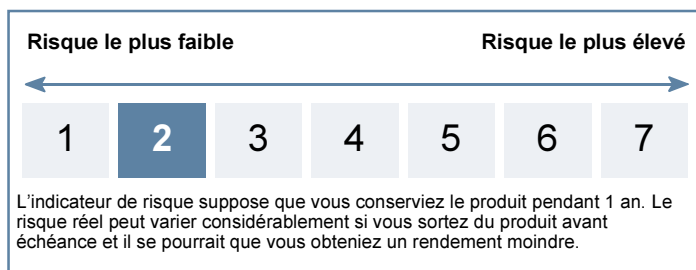 Risque le plus faible Risque le plus élevé
1 2 3 4 5 6 7
L'indicateur de risque suppose que vous conserviez le produit pendant 1 an. Le
risque réel peut varier considérablement si vous sortez du produit avant
échéance et il se pourrait que vous obteniez un rendement moindre.